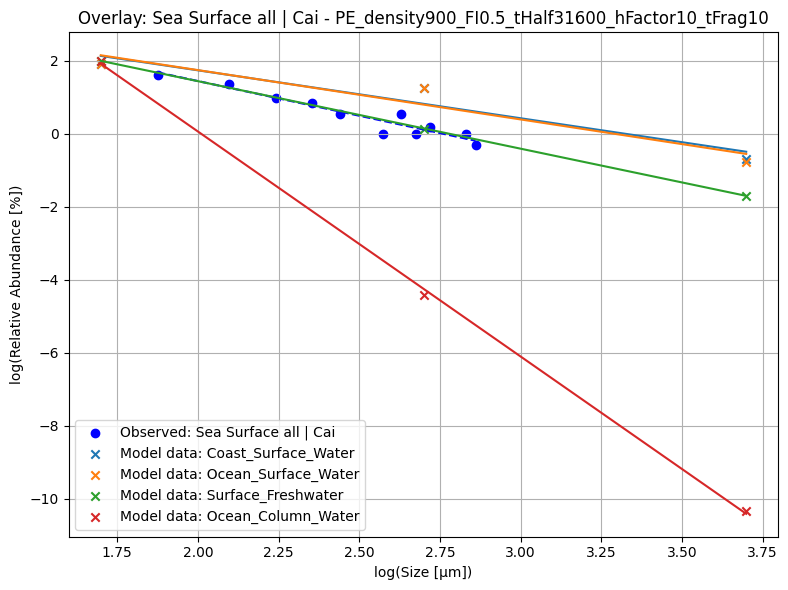 Overlay: Sea Surface all | Cai - PE_density900_FI0.5_tHalf31600_hFactor10_tFrag10
log(Relative Abundance [%])
2
0
−2
−4
−6
−8
−10
Observed: Sea Surface all | Cai
Model data: Coast_Surface_Water
Model data: Ocean_Surface_Water
Model data: Surface_Freshwater
Model data: Ocean_Column_Water
1.75 2.00 2.25 2.50 2.75 3.00 3.25 3.50 3.75
log(Size [µm])